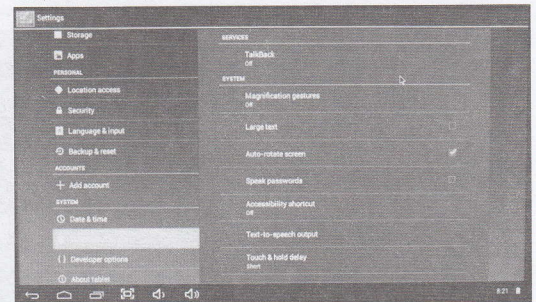 Settings
Storage
Apps
PERSONAL
Location access
Security
Language & input
Backup & reset
ACCOUNTS
+ Add account
SYSTEM
Date & time
{ } Developer options
About tablet
SERVICES
TalkBack
Off
SYSTEM
Magnification gestures
Off
Large text
Auto-rotate screen
Speak passwords
Accessibility shortcut
Off
Text-to-speech output
Touch & hold delay
Short
8:21